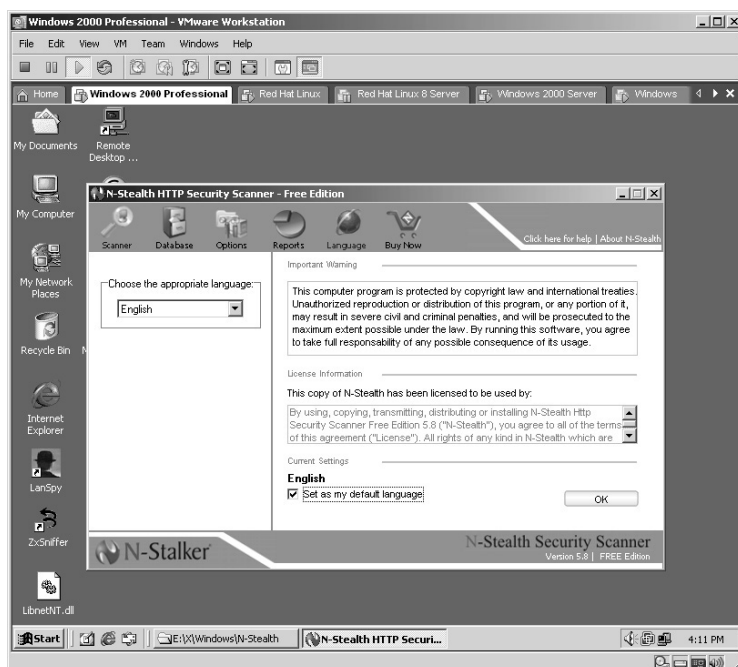 Windows 2000 Professional - VMware Workstation
File Edit View VM Team Windows Help
Home Windows 2000 Professional Red Hat Linux Red Hat Linux 8 Server Windows 2000 Server Windows
My Documents
Remote
Desktop ...
My Computer
My Network
Places
Recycle Bin
N
Internet
Explorer
LanSpy
ZxSniffer
LibnetNT.dll
N-Stealth HTTP Security Scanner - Free Edition
Scanner Database Options Reports Language Buy Now
Click here for help | About N-Stealth
Choose the appropriate language:
English
Important Warning
This computer program is protected by copyright law and international treaties.
Unauthorized reproduction or distribution of this program, or any portion of it,
may result in severe civil and criminal penalties, and will be prosecuted to the
maximum extent possible under the law. By running this software, you agree
to take full responsability of any possible consequence of its usage.
License Information
This copy of N-Stealth has been licensed to be used by:
By using, copying, transmitting, distributing or installing N-Stealth Http
Security Scanner Free Edition 5.8 ("N-Stealth"), you agree to all of the terms
of this agreement ("License"). All rights of any kind in N-Stealth which are
Current Settings
English
Set as my default language
OK
N-Stalker
N-Stealth Security Scanner
Version 5.8 | FREE Edition
Start E:\X\Windows\N-Stealth N-Stealth HTTP Securi... 4:11 PM